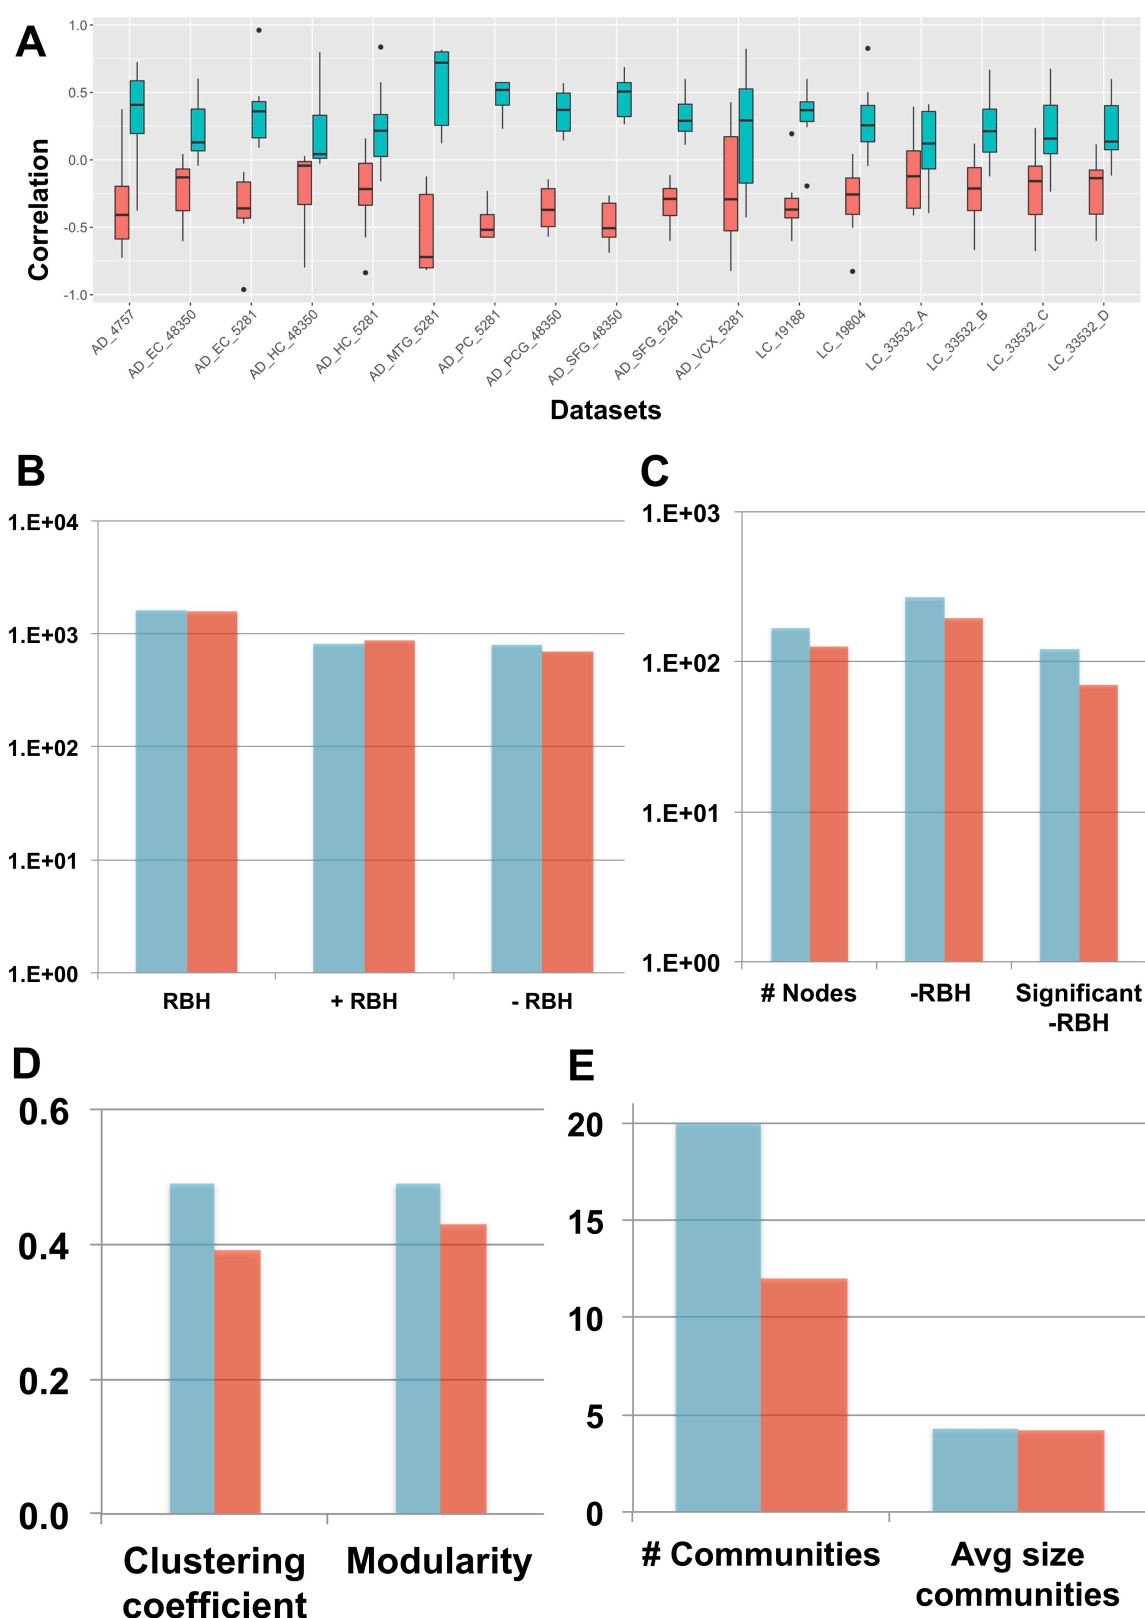 A
Correlation
1.0
0.5
0.0
-0.5
-1.0
AD_4757
AD_EC_48350
AD_EC_5281
AD_HC_48350
AD_HC_5281
AD_MTG_5281
AD_PC_5281
AD_PCG_48350
AD_SFG_48350
AD_SFG_5281
AD_VCX_5281
LC_19188
LC_19804
LC_33532_A
LC_33532_B
LC_33532_C
LC_33532_D
Datasets
B
1.E+04
1.E+03
1.E+02
1.E+01
1.E+00
RBH
+ RBH
- RBH
C
1.E+03
1.E+02
1.E+01
1.E+00
# Nodes
-RBH
Significant
-RBH
D
0.6
0.4
0.2
0.0
Clustering
coefficient
Modularity
E
20
15
10
5
0
# Communities
Avg size
communities